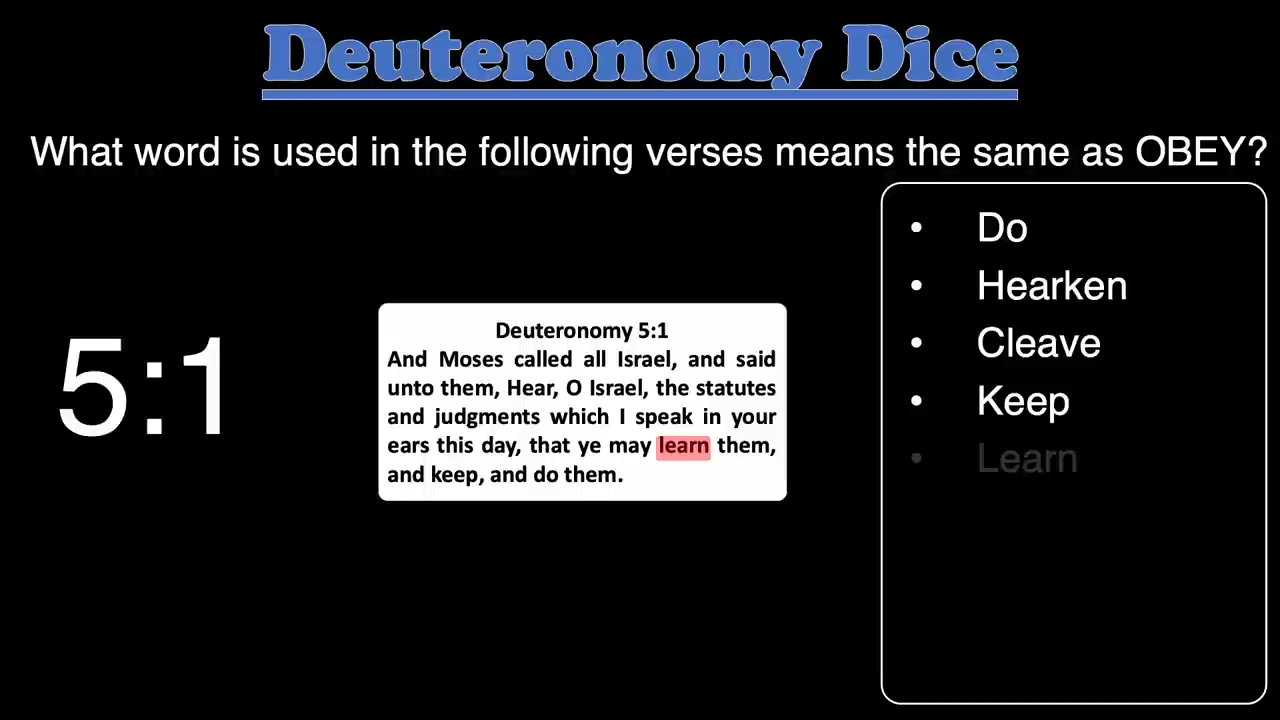 Deuteronomy Dice
What word is used in the following verses means the same as OBEY?
5:1
Deuteronomy 5:1
And Moses called all Israel, and said
unto them, Hear, O Israel, the statutes
and judgments which I speak in your
ears this day, that ye may learn them,
and keep, and do them.
• Do
• Hearken
• Cleave
• Keep
• Learn